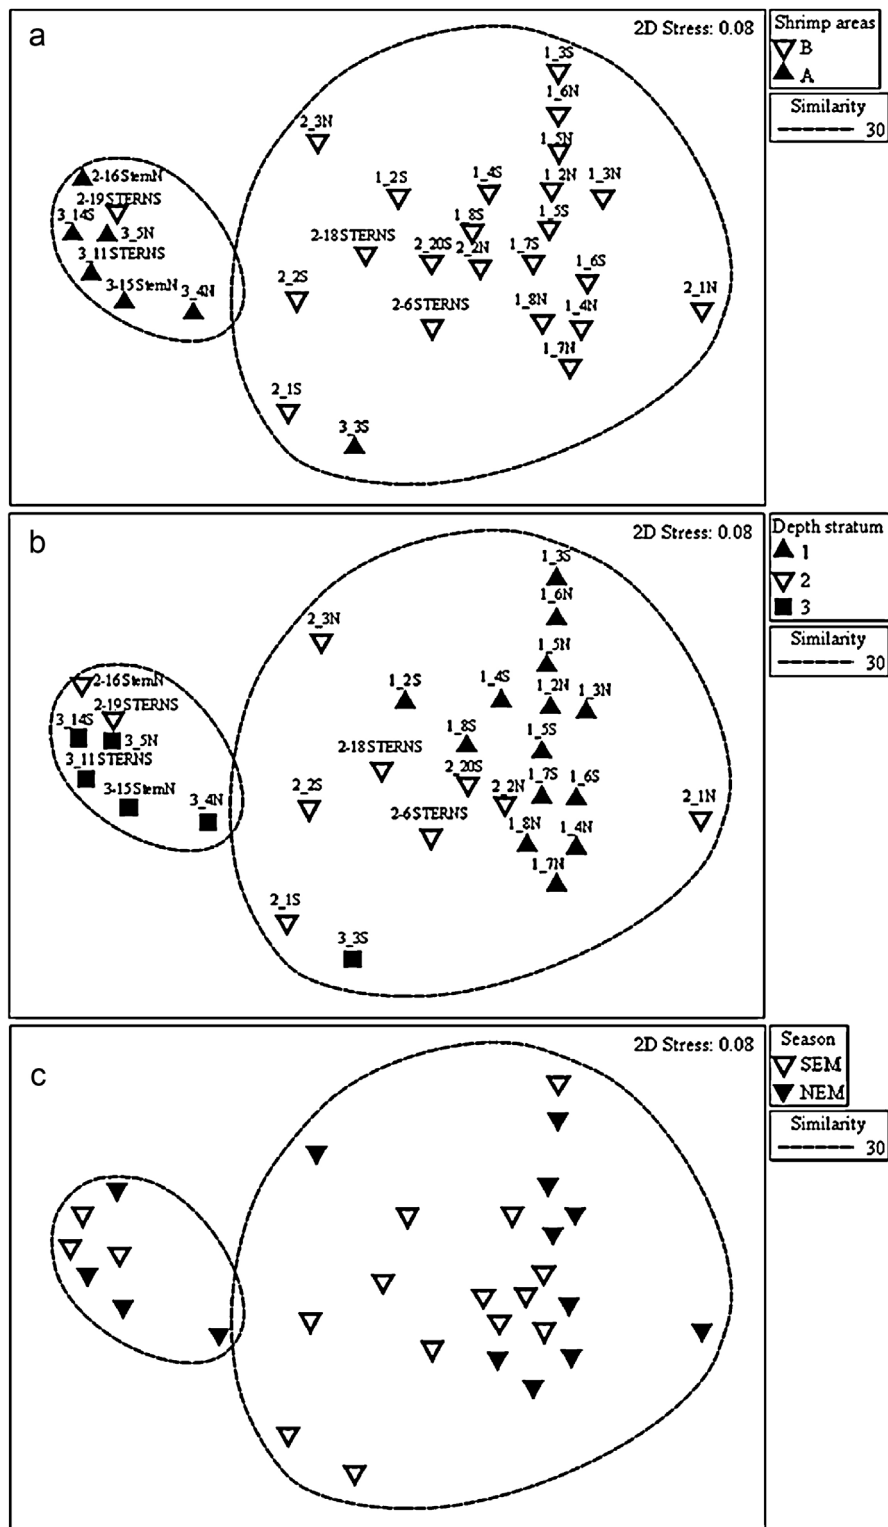 a
2D Stress: 0.08
Shrimp areas
B
A
Similarity
30
1_3S
1_6N
2_3N
1_5N
2-16SternN
1_2S
1_4S
1_2N
1_3N
2-19STERNS
3_14S
3_5N
1_8S
1_5S
2-18STERNS
2_20S
2_2N
1_7S
3_11STERNS
1_6S
3-15SternN
3_4N
2_2S
2-6STERNS
1_8N
1_4N
2_1N
1_7N
2_1S
3_3S
b
2D Stress: 0.08
Depth stratum
1
2
3
Similarity
30
1_3S
1_6N
2_3N
1_5N
2-16SternN
1_2S
1_4S
1_2N
1_3N
2-19STERNS
3_14S
3_5N
1_8S
1_5S
2-18STERNS
3_11STERNS
2_20S
2_2N
1_7S
1_6S
3-15SternN
3_4N
2_2S
2-6STERNS
2_1N
1_8N
1_4N
1_7N
2_1S
3_3S
c
2D Stress: 0.08
Season
SEM
NEM
Similarity
30